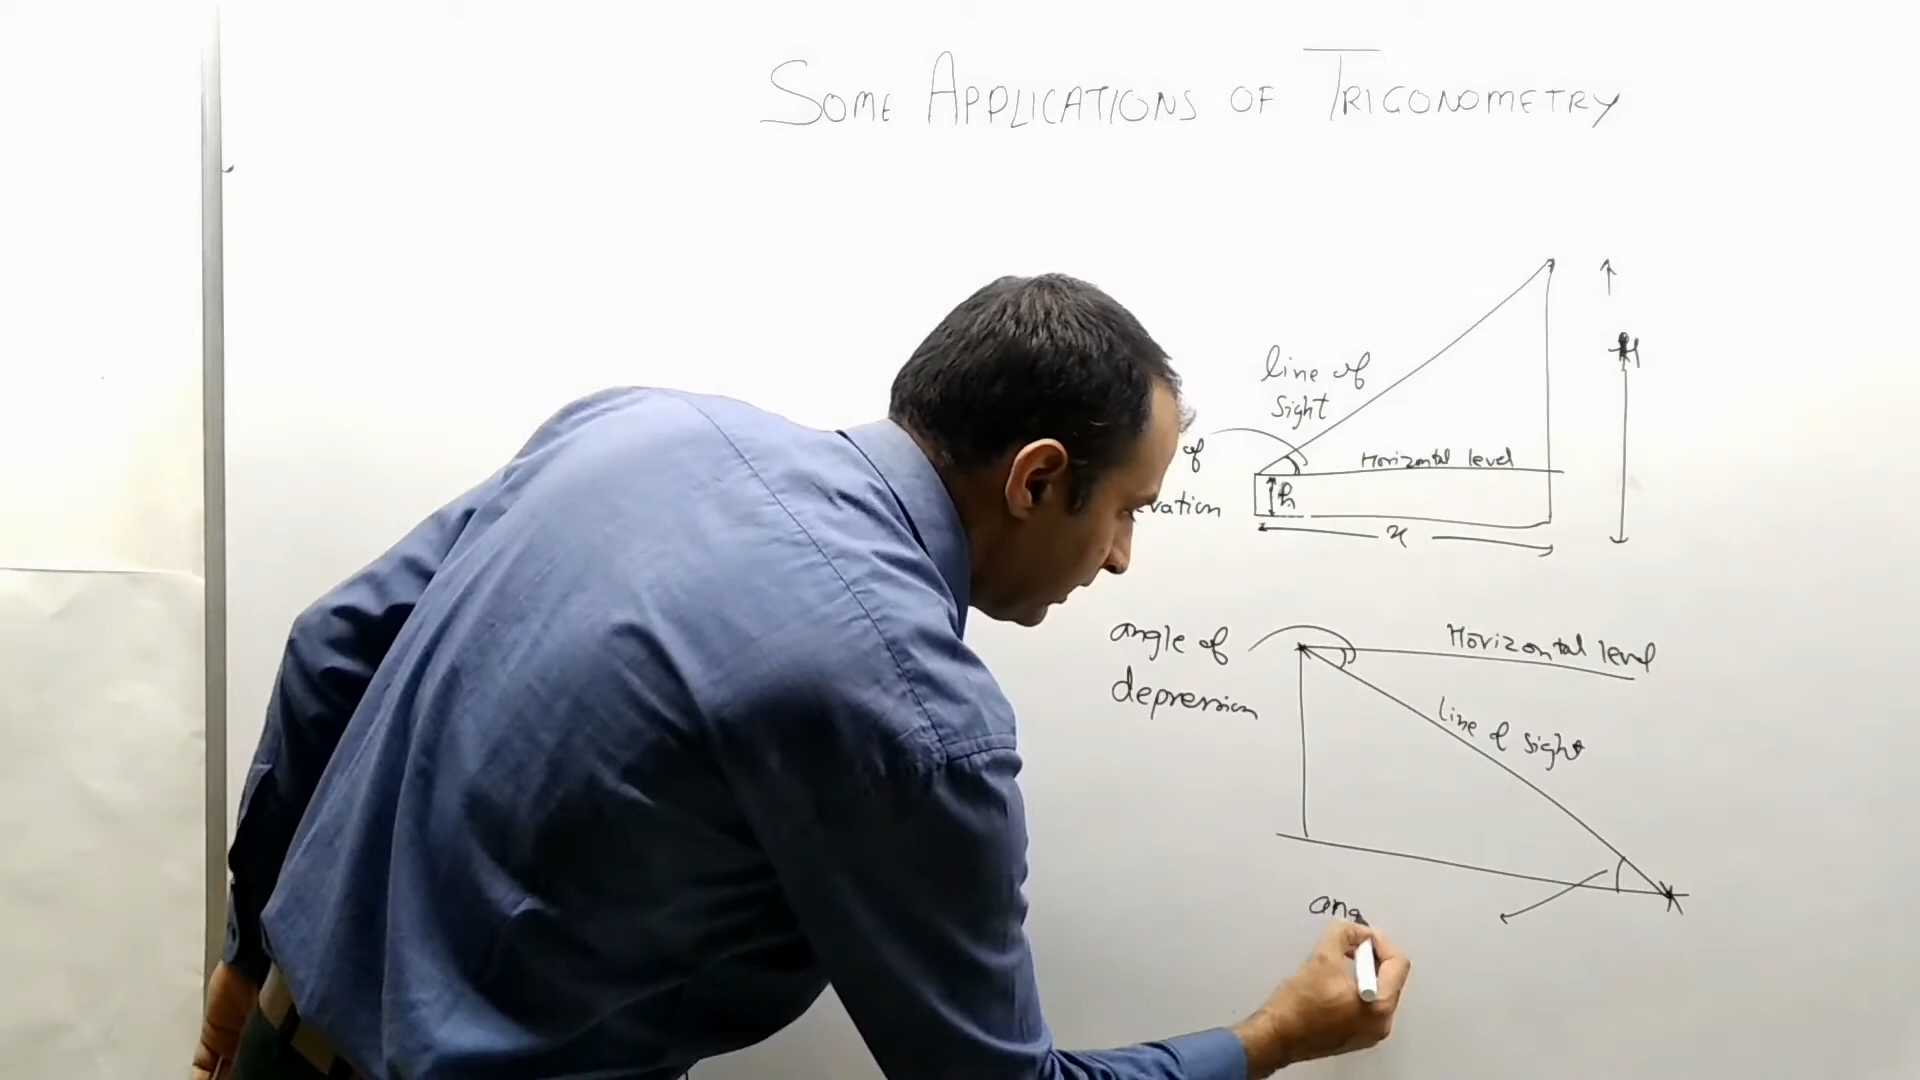 SOME APPLICATIONS OF TRIGONOMETRY
line of
sight
H
of
Horizontal level
vation
h
x
angle of
depression
Horizontal level
line of sight
ang